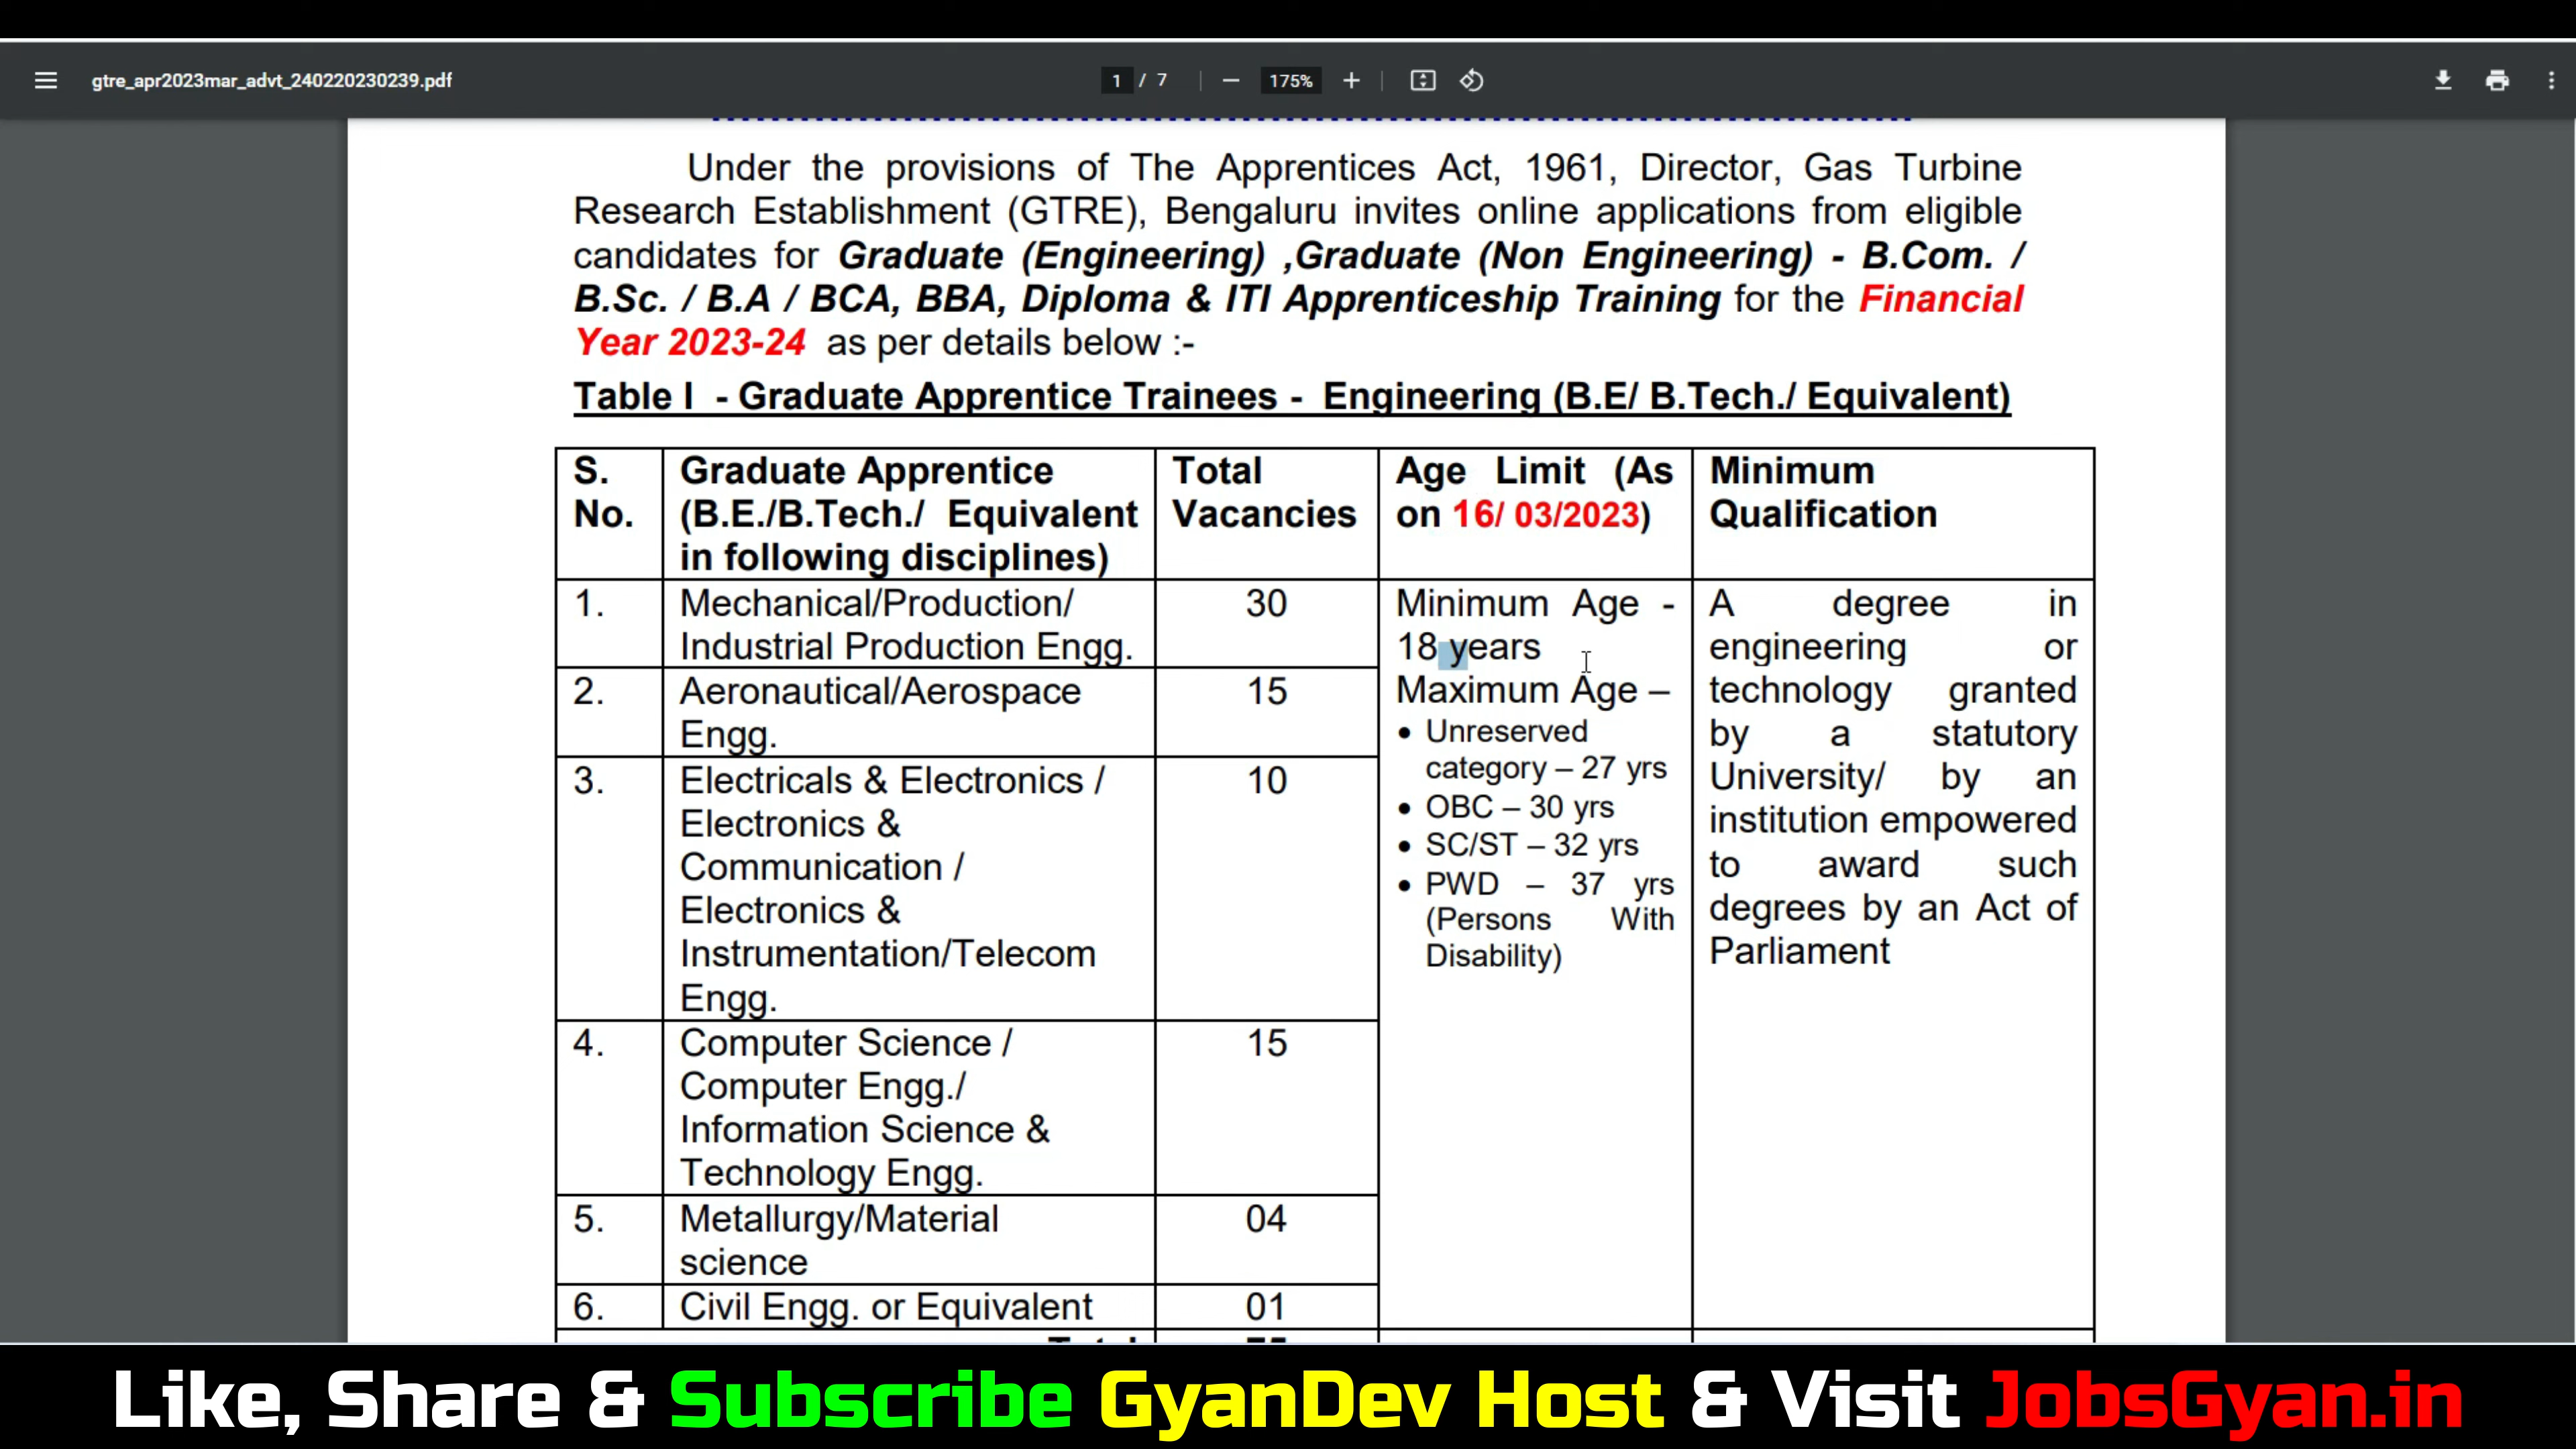 gtre_apr2023mar_advt_240220230239.pdf
1 / 7
175%
Under the provisions of The Apprentices Act, 1961, Director, Gas Turbine
Research Establishment (GTRE), Bengaluru invites online applications from eligible
candidates for Graduate (Engineering) ,Graduate (Non Engineering) - B.Com. /
B.Sc. / B.A / BCA, BBA, Diploma & ITI Apprenticeship Training for the Financial
Year 2023-24 as per details below :-
Table I - Graduate Apprentice Trainees - Engineering (B.E/ B.Tech./ Equivalent)
S.
No.
Graduate Apprentice
(B.E./B.Tech./ Equivalent
in following disciplines)
Total
Vacancies
Age Limit (As
on 16/ 03/2023)
Minimum
Qualification
1.
Mechanical/Production/
Industrial Production Engg.
30
Minimum Age -
18 years
Maximum Age –
• Unreserved
category – 27 yrs
• OBC – 30 yrs
• SC/ST – 32 yrs
• PWD – 37 yrs
(Persons With
Disability)
A degree in
engineering or
technology granted
by a statutory
University/ by an
institution empowered
to award such
degrees by an Act of
Parliament
2.
Aeronautical/Aerospace
Engg.
15
3.
Electricals & Electronics /
Electronics &
Communication /
Electronics &
Instrumentation/Telecom
Engg.
10
4.
Computer Science /
Computer Engg./
Information Science &
Technology Engg.
15
5.
Metallurgy/Material
science
04
6.
Civil Engg. or Equivalent
01
Like, Share & Subscribe GyanDev Host & Visit JobsGyan.in